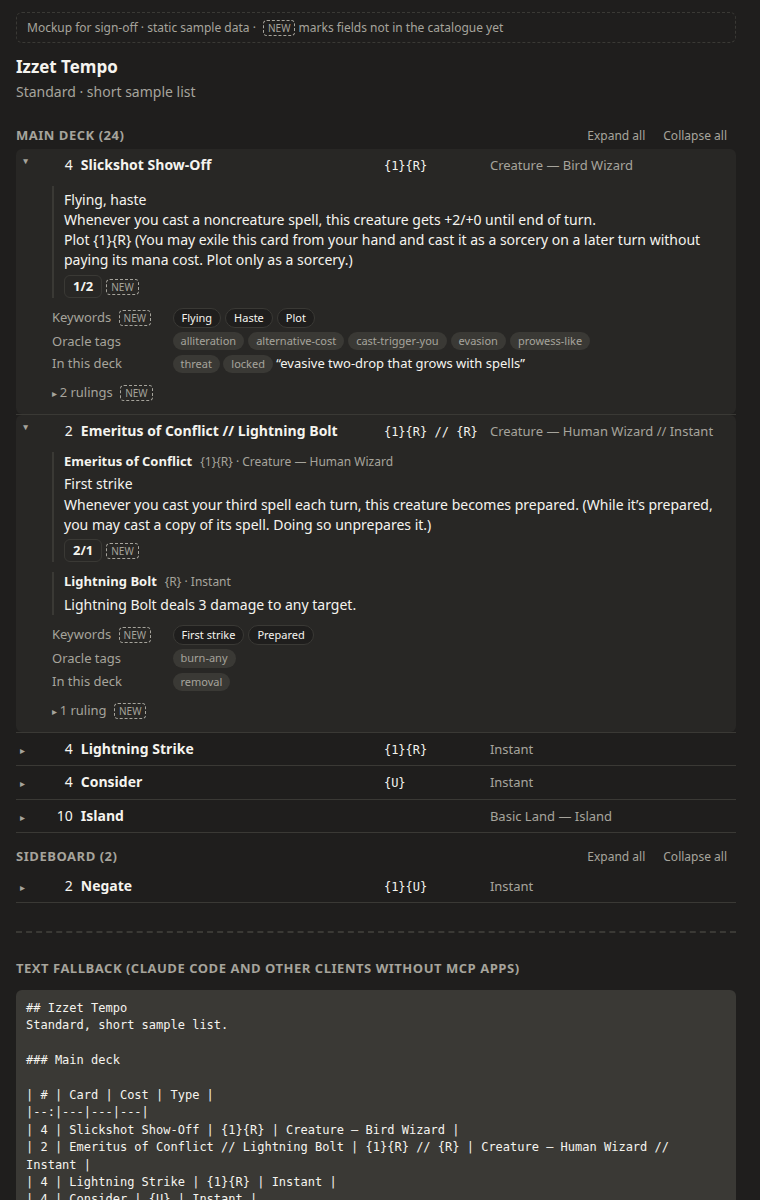 Mockup for sign-off · static sample data · NEW marks fields not in the catalogue yet
Izzet Tempo
Standard · short sample list
MAIN DECK (24) Expand all Collapse all
▾ 4 Slickshot Show-Off {1}{R} Creature — Bird Wizard
Flying, haste
Whenever you cast a noncreature spell, this creature gets +2/+0 until end of turn.
Plot {1}{R} (You may exile this card from your hand and cast it as a sorcery on a later turn without
paying its mana cost. Plot only as a sorcery.)
1/2 NEW
Keywords NEW Flying Haste Plot
Oracle tags alliteration alternative-cost cast-trigger-you evasion prowess-like
In this deck threat locked “evasive two-drop that grows with spells”
▸ 2 rulings NEW
▾ 2 Emeritus of Conflict // Lightning Bolt {1}{R} // {R} Creature — Human Wizard // Instant
Emeritus of Conflict {1}{R} · Creature — Human Wizard
First strike
Whenever you cast your third spell each turn, this creature becomes prepared. (While it’s prepared,
you may cast a copy of its spell. Doing so unprepares it.)
2/1 NEW
Lightning Bolt {R} · Instant
Lightning Bolt deals 3 damage to any target.
Keywords NEW First strike Prepared
Oracle tags burn-any
In this deck removal
▸ 1 ruling NEW
▸ 4 Lightning Strike {1}{R} Instant
▸ 4 Consider {U} Instant
▸ 10 Island Basic Land — Island
SIDEBOARD (2) Expand all Collapse all
▸ 2 Negate {1}{U} Instant
TEXT FALLBACK (CLAUDE CODE AND OTHER CLIENTS WITHOUT MCP APPS)
## Izzet Tempo
Standard, short sample list.
### Main deck
| # | Card | Cost | Type |
|--:|---|---|---|
| 4 | Slickshot Show-Off | {1}{R} | Creature — Bird Wizard |
| 2 | Emeritus of Conflict // Lightning Bolt | {1}{R} // {R} | Creature — Human Wizard //
Instant |
| 4 | Lightning Strike | {1}{R} | Instant |
| 4 | Consider | {U} | Instant |